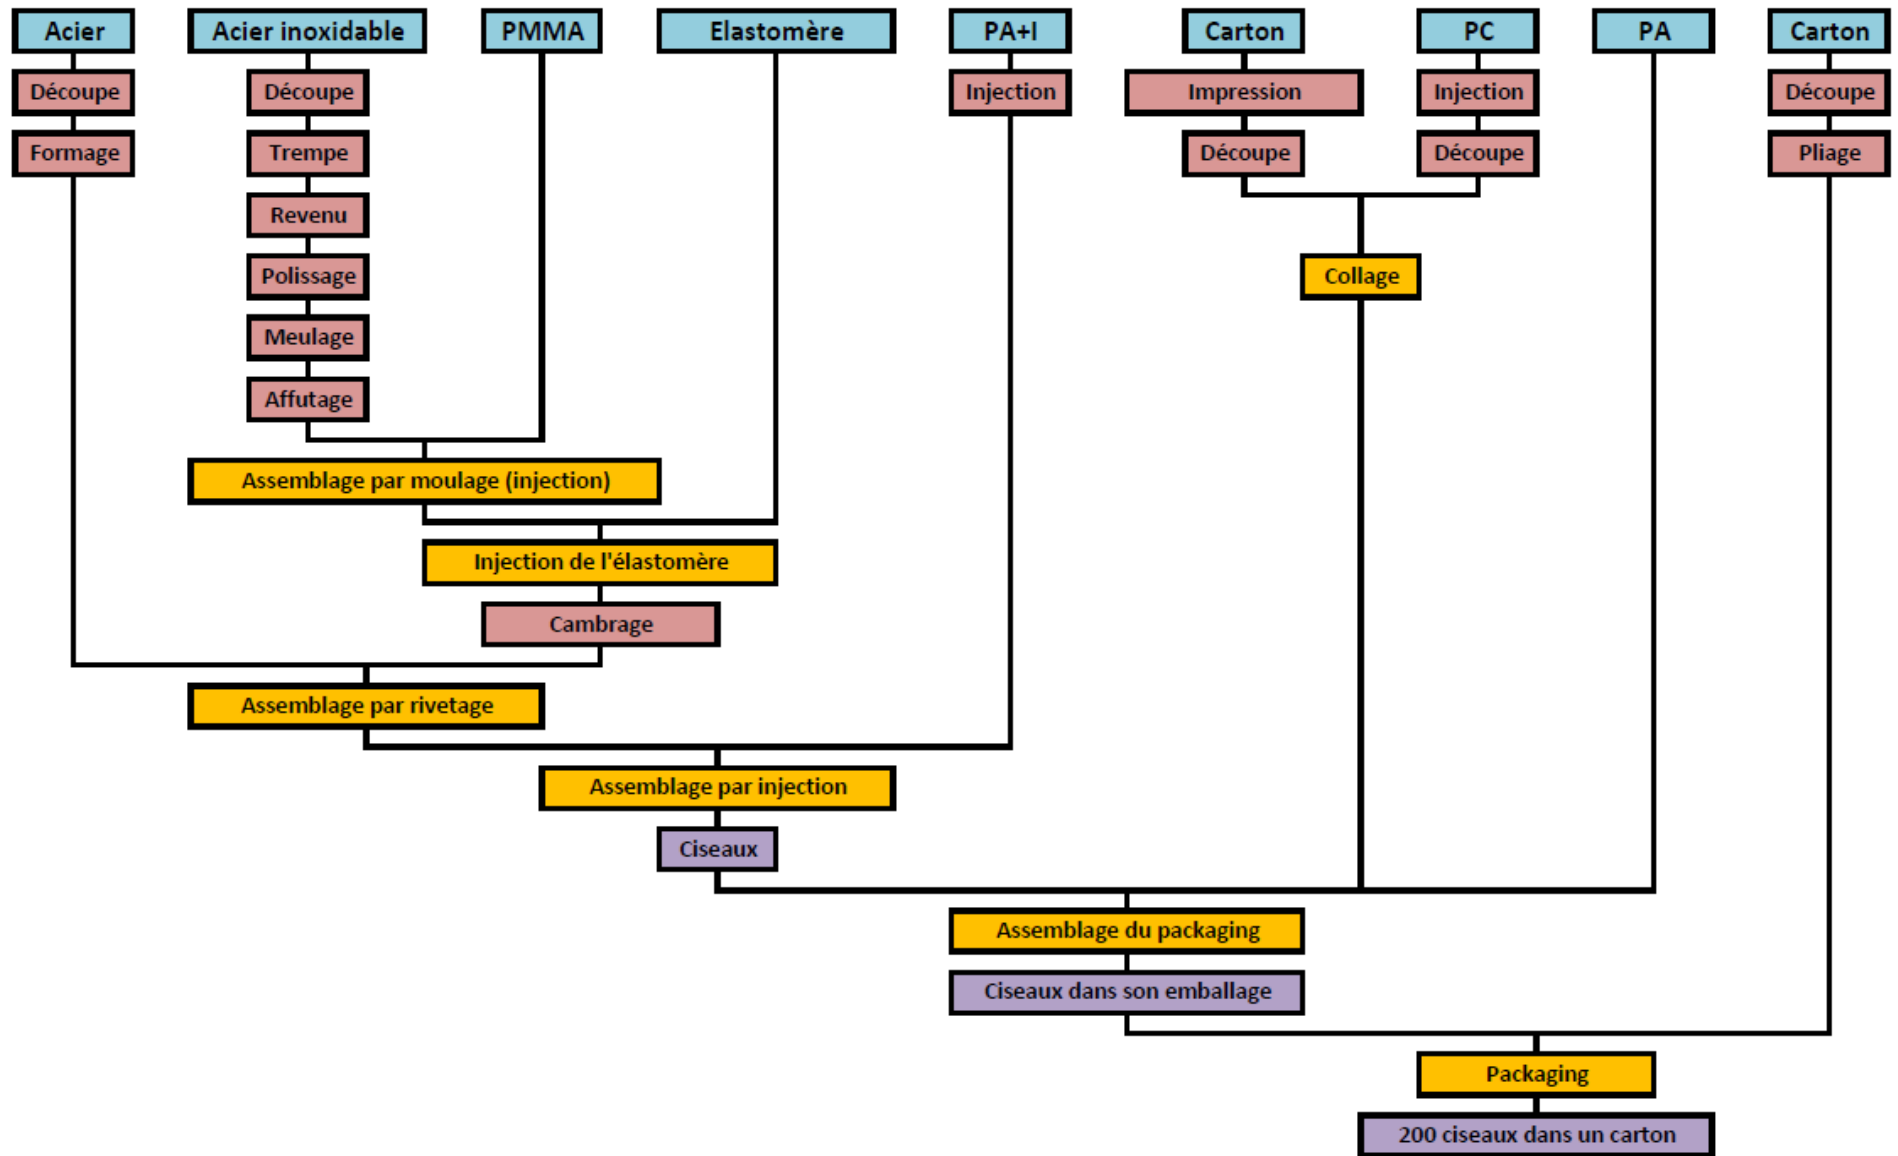 Acier
Acier inoxidable
PMMA
Elastomère
PA+I
Carton
PC
PA
Carton
Découpe
Découpe
Injection
Impression
Injection
Découpe
Formage
Trempe
Découpe
Découpe
Pliage
Revenu
Polissage
Collage
Meulage
Affutage
Assemblage par moulage (injection)
Injection de l'élastomère
Cambrage
Assemblage par rivetage
Assemblage par injection
Ciseaux
Assemblage du packaging
Ciseaux dans son emballage
Packaging
200 ciseaux dans un carton